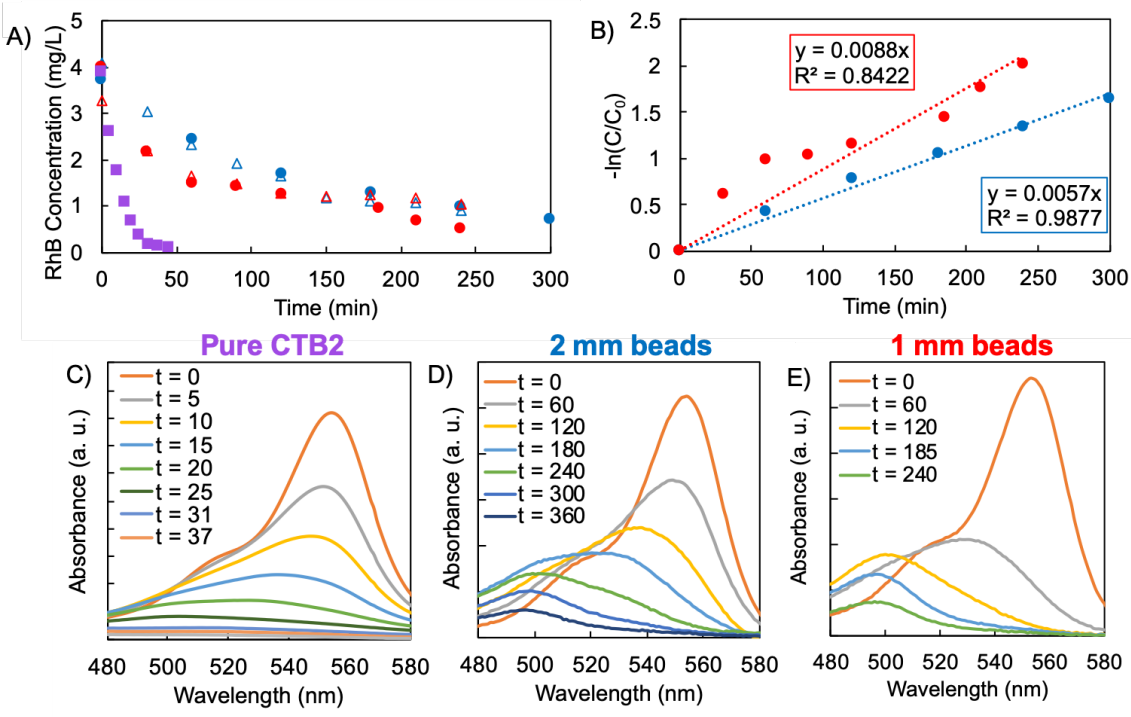 A)
RhB Concentration (mg/L)
5
4
3
2
1
0
0
50
100
150
200
250
300
Time (min)
B)
-ln(C/C₀)
2.5
2
1.5
1
0.5
0
y = 0.0088x
R² = 0.8422
y = 0.0057x
R² = 0.9877
0
100
200
300
Time (min)
Pure CTB2
C)
Absorbance (a. u.)
t = 0
t = 5
t = 10
t = 15
t = 20
t = 25
t = 31
t = 37
480
500
520
540
560
580
Wavelength (nm)
2 mm beads
D)
Absorbance (a. u.)
t = 0
t = 60
t = 120
t = 180
t = 240
t = 300
t = 360
480
500
520
540
560
580
Wavelength (nm)
1 mm beads
E)
Absorbance (a. u.)
t = 0
t = 60
t = 120
t = 185
t = 240
480
500
520
540
560
580
Wavelength (nm)